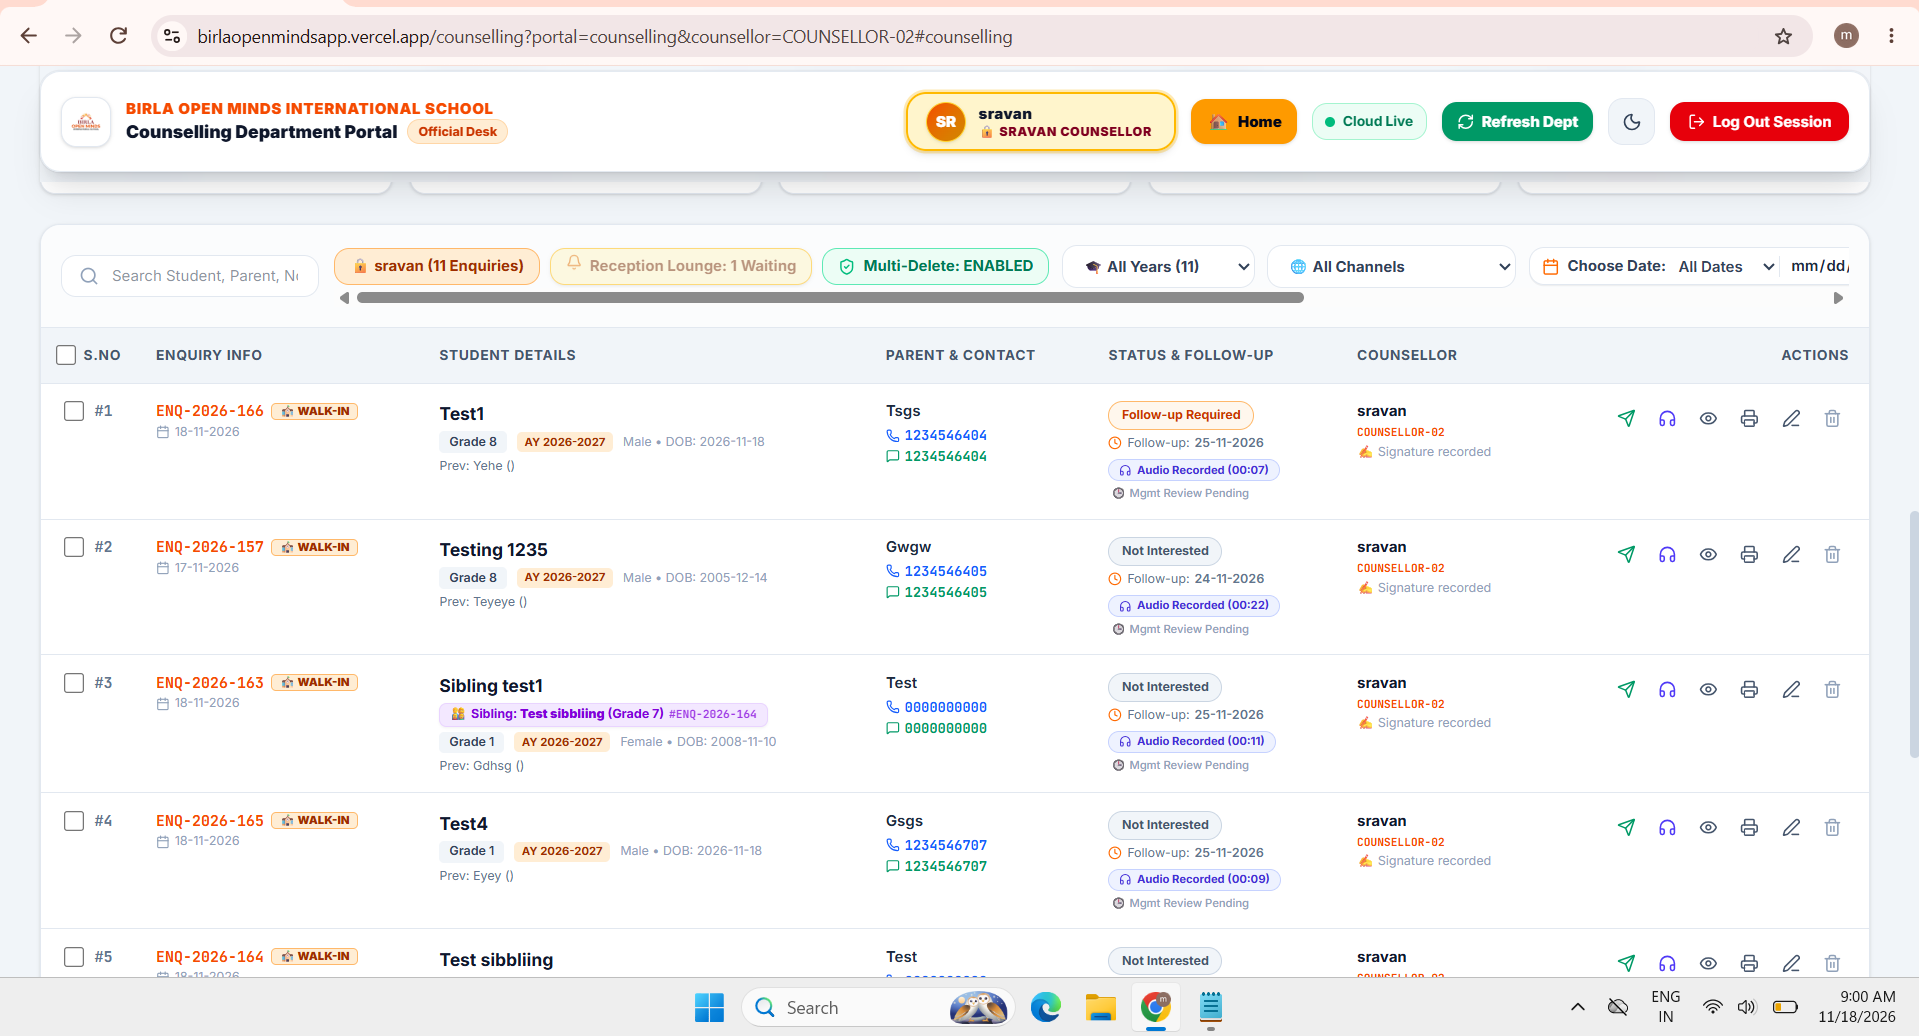 birlaopenmindsapp.vercel.app/counselling?portal=counselling&counsellor=COUNSELLOR-02#counselling
m
BIRLA OPEN MINDS INTERNATIONAL SCHOOL
Counselling Department Portal Official Desk
SR sravan
SRAVAN COUNSELLOR
Home
Cloud Live
Refresh Dept
Log Out Session
Search Student, Parent, No
sravan (11 Enquiries)
Reception Lounge: 1 Waiting
Multi-Delete: ENABLED
All Years (11)
All Channels
Choose Date: All Dates mm/dd/
S.NO ENQUIRY INFO STUDENT DETAILS PARENT & CONTACT STATUS & FOLLOW-UP COUNSELLOR ACTIONS
#1 ENQ-2026-166 WALK-IN
18-11-2026
Test1
Grade 8 AY 2026-2027 Male • DOB: 2026-11-18
Prev: Yehe ()
Tsgs
1234546404
1234546404
Follow-up Required
Follow-up: 25-11-2026
Audio Recorded (00:07)
Mgmt Review Pending
sravan
COUNSELLOR-02
Signature recorded
#2 ENQ-2026-157 WALK-IN
17-11-2026
Testing 1235
Grade 8 AY 2026-2027 Male • DOB: 2005-12-14
Prev: Teyeye ()
Gwgw
1234546405
1234546405
Not Interested
Follow-up: 24-11-2026
Audio Recorded (00:22)
Mgmt Review Pending
sravan
COUNSELLOR-02
Signature recorded
#3 ENQ-2026-163 WALK-IN
18-11-2026
Sibling test1
Sibling: Test sibbliing (Grade 7) #ENQ-2026-164
Grade 1 AY 2026-2027 Female • DOB: 2008-11-10
Prev: Gdhsg ()
Test
0000000000
0000000000
Not Interested
Follow-up: 25-11-2026
Audio Recorded (00:11)
Mgmt Review Pending
sravan
COUNSELLOR-02
Signature recorded
#4 ENQ-2026-165 WALK-IN
18-11-2026
Test4
Grade 1 AY 2026-2027 Male • DOB: 2026-11-18
Prev: Eyey ()
Gsgs
1234546707
1234546707
Not Interested
Follow-up: 25-11-2026
Audio Recorded (00:09)
Mgmt Review Pending
sravan
COUNSELLOR-02
Signature recorded
#5 ENQ-2026-164 WALK-IN
18-11-2026
Test sibbliing
Test
Not Interested
sravan
COUNSELLOR-02
Search
ENG
IN
9:00 AM
11/18/2026